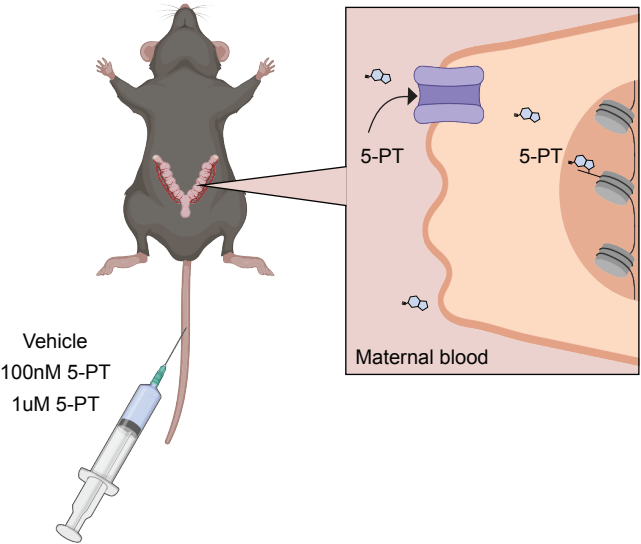 5-PT
5-PT
Maternal blood
Vehicle
100nM 5-PT
1uM 5-PT